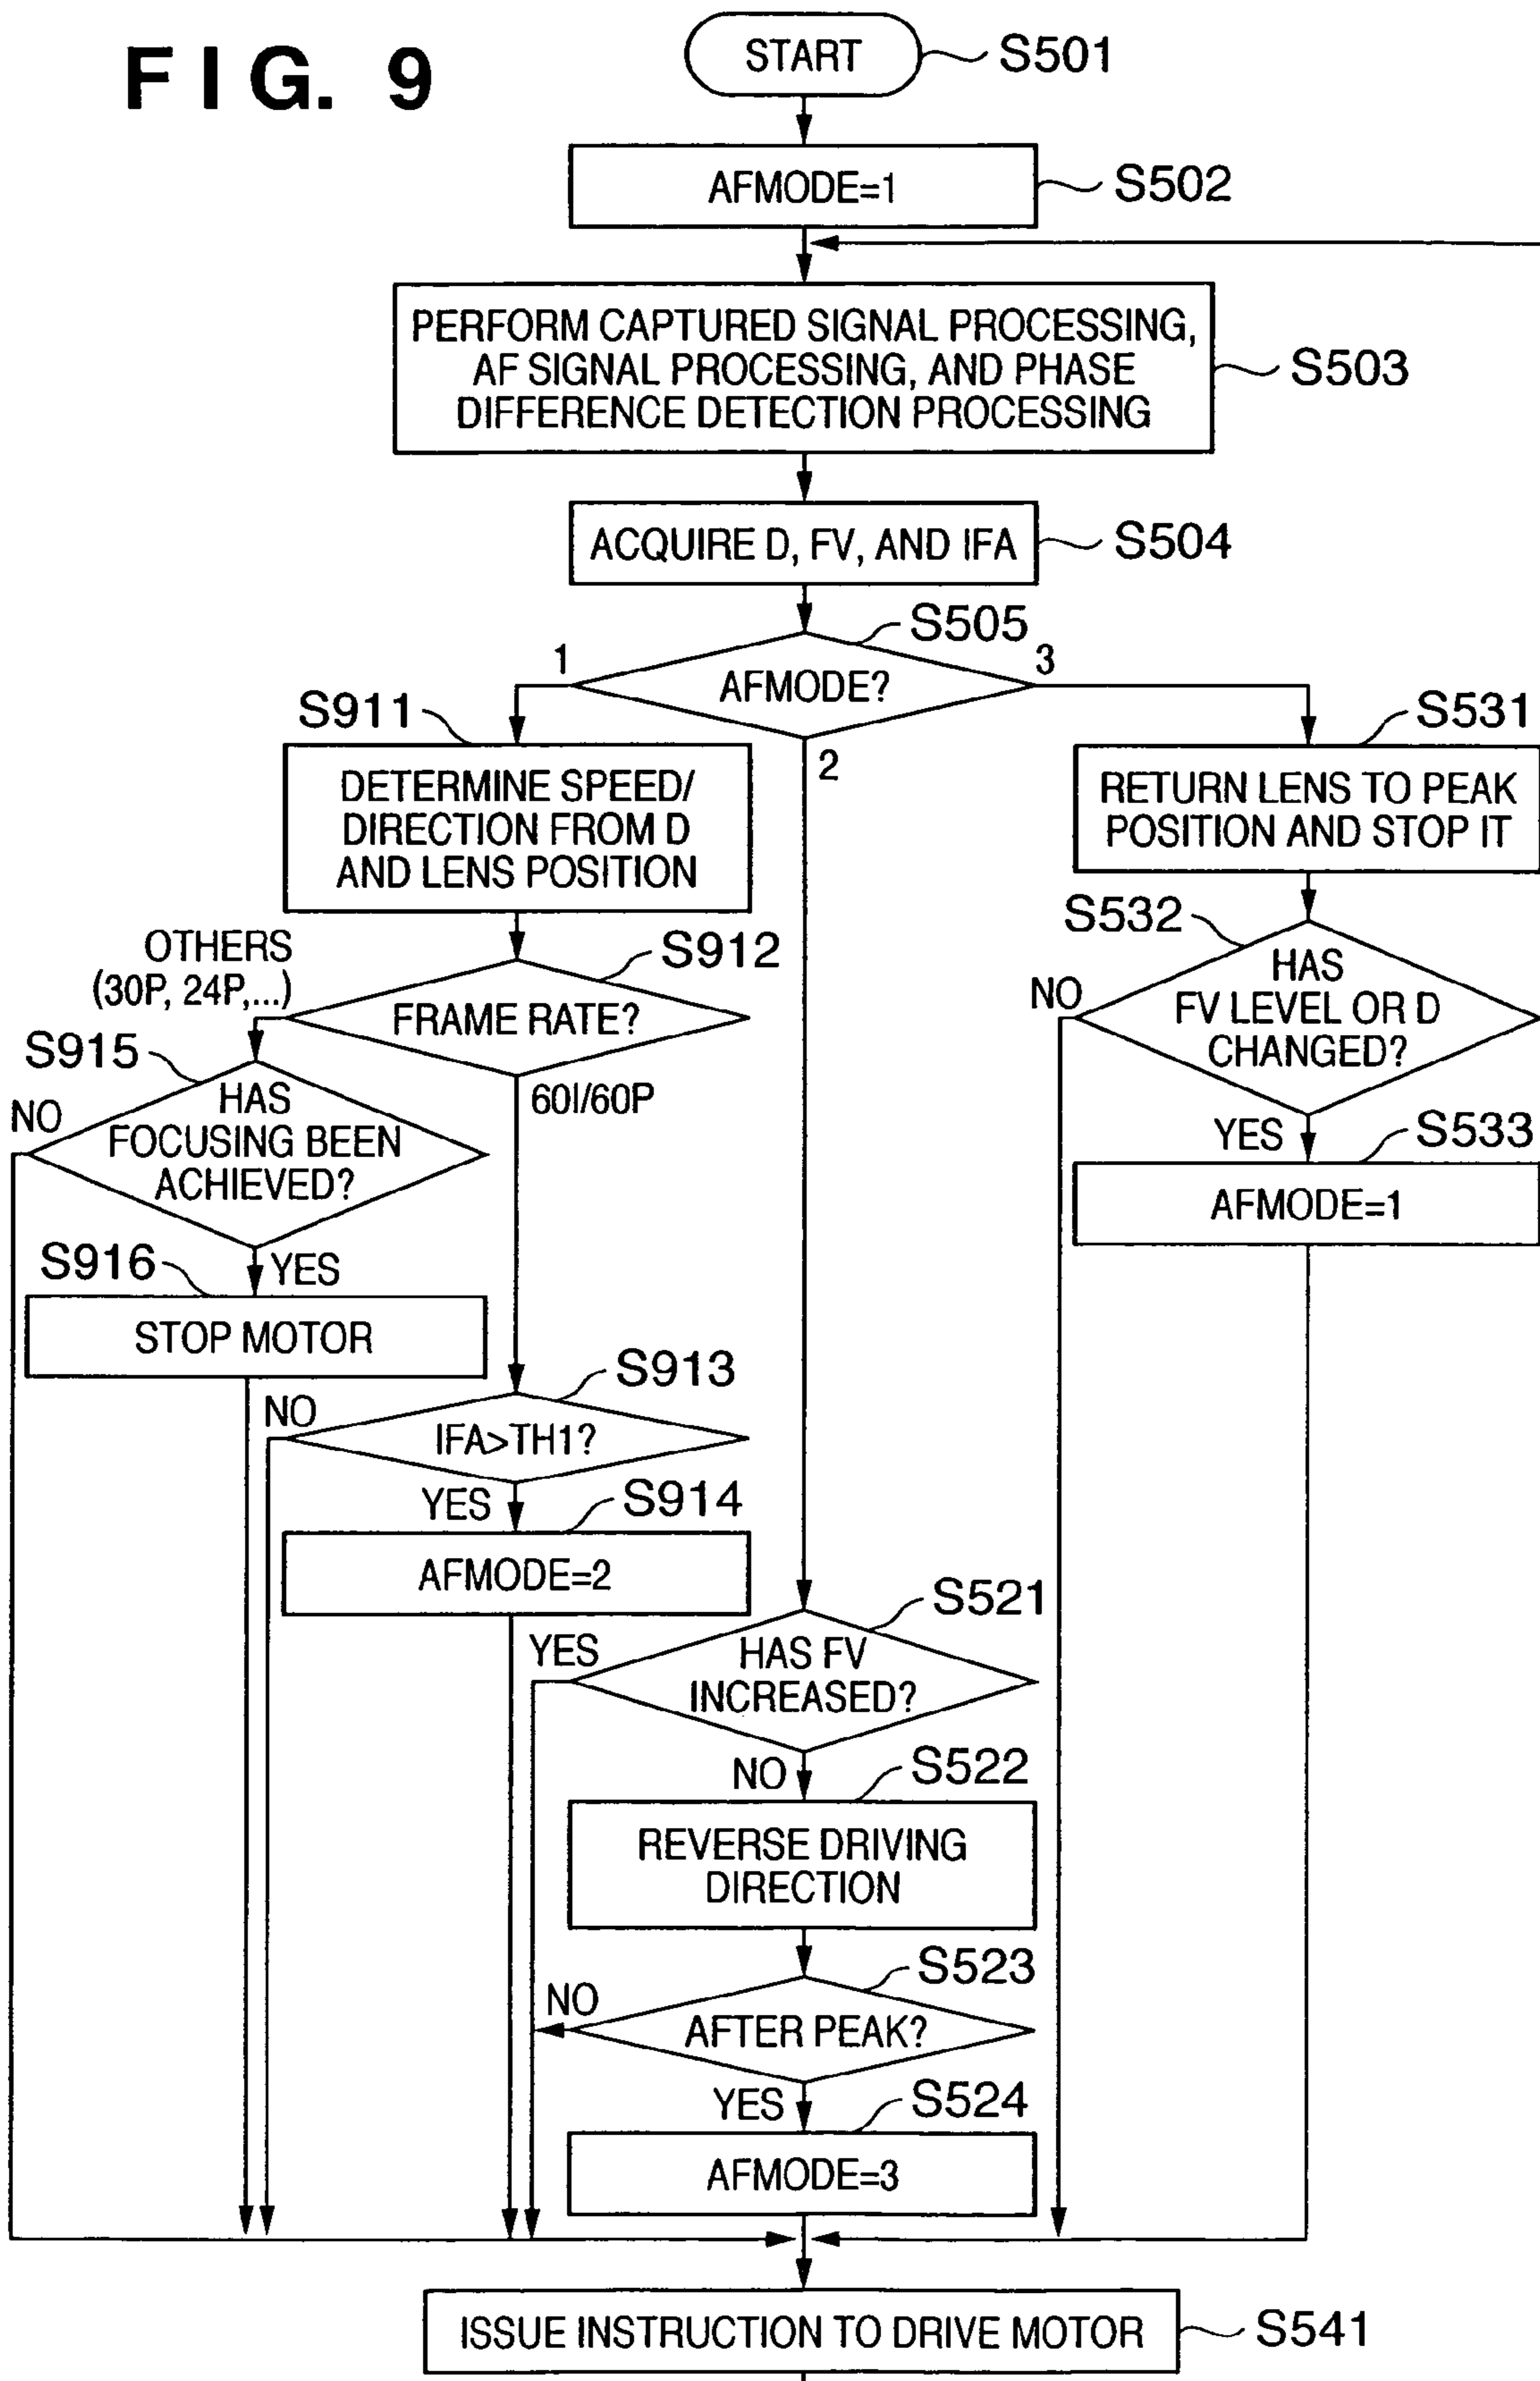 FIG. 9
START
S501
AFMODE=1
S502
PERFORM CAPTURED SIGNAL PROCESSING,
AF SIGNAL PROCESSING, AND PHASE
DIFFERENCE DETECTION PROCESSING
S503
ACQUIRE D, FV, AND IFA
S504
S505
AFMODE?
1
2
3
S911
DETERMINE SPEED/
DIRECTION FROM D
AND LENS POSITION
S531
RETURN LENS TO PEAK
POSITION AND STOP IT
OTHERS
(30P, 24P,...)
S912
FRAME RATE?
60I/60P
S532
HAS
FV LEVEL OR D
CHANGED?
NO
YES
S533
AFMODE=1
S915
HAS
FOCUSING BEEN
ACHIEVED?
NO
YES
S916
STOP MOTOR
S913
IFA>TH1?
NO
YES
S914
AFMODE=2
S521
HAS FV
INCREASED?
YES
NO
S522
REVERSE DRIVING
DIRECTION
S523
AFTER PEAK?
NO
YES
S524
AFMODE=3
ISSUE INSTRUCTION TO DRIVE MOTOR
S541